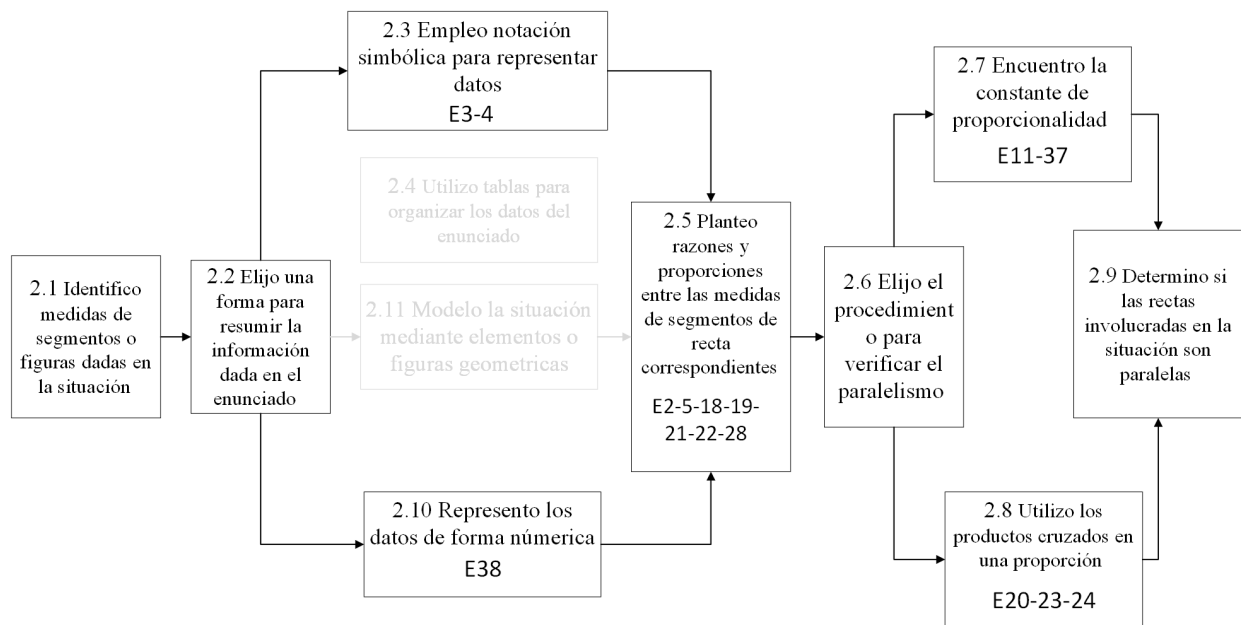 2.1 Identifico
medidas de
segmentos o
figuras dadas en
la situación
2.2 Elijo una
forma para
resumir la
información
dada en el
enunciado
2.3 Empleo notación
simbólica para representar
datos
E3-4
2.4 Utilizo tablas para
organizar los datos del
enunciado
2.11 Modelo la situación
mediante elementos o
figuras geometricas
2.10 Represento los
datos de forma númerica
E38
2.5 Planteo
razones y
proporciones
entre las medidas
de segmentos de
recta
correspondientes
E2-5-18-19-
21-22-28
2.6 Elijo el
procedimient
o para
verificar el
paralelismo
2.7 Encuentro la
constante de
proporcionalidad
E11-37
2.8 Utilizo los
productos cruzados en
una proporción
E20-23-24
2.9 Determino si
las rectas
involucradas en la
situación son
paralelas